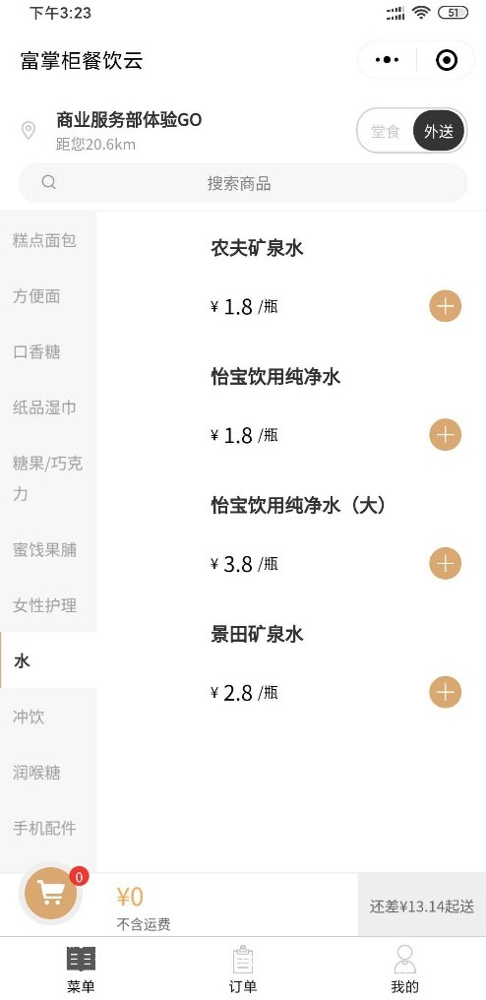 下午3:23
51
富掌柜餐饮云
商业服务部体验GO
距您20.6km
堂食
外送
搜索商品
糕点面包
方便面
口香糖
纸品湿巾
糖果/巧克
力
蜜饯果脯
女性护理
水
冲饮
润喉糖
手机配件
农夫矿泉水
¥ 1.8 /瓶
怡宝饮用纯净水
¥ 1.8 /瓶
怡宝饮用纯净水（大）
¥ 3.8 /瓶
景田矿泉水
¥ 2.8 /瓶
0
¥0
不含运费
还差¥13.14起送
菜单
订单
我的